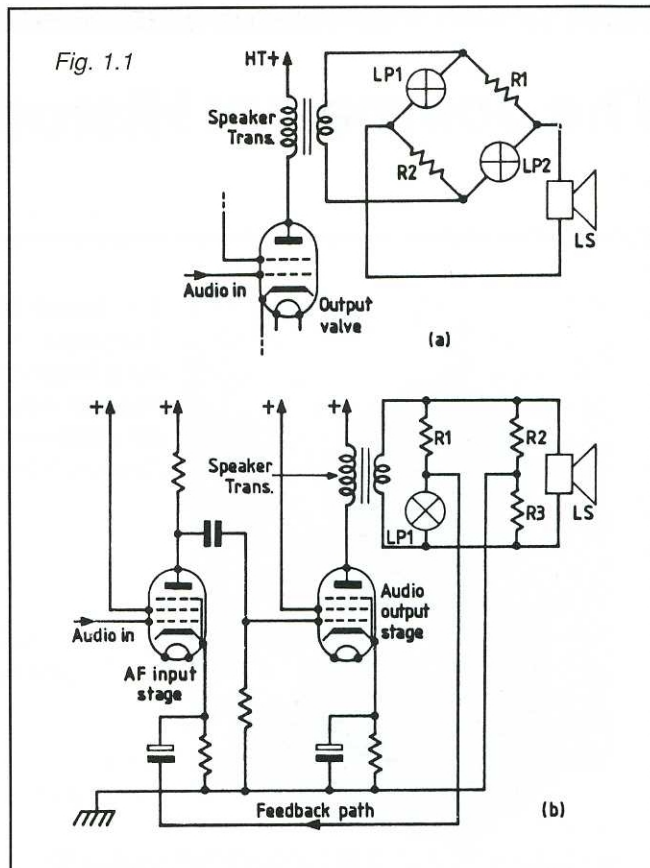 Fig. 1.1
HT+
LP1
R1
Speaker
Trans.
R2
LP2
LS
Audio in
Output
valve
(a)
+
+
+
+
R1
R2
Speaker
Trans.
R3
LP1
LS
Audio
output
stage
Audio in
AF input
stage
Feedback path
(b)